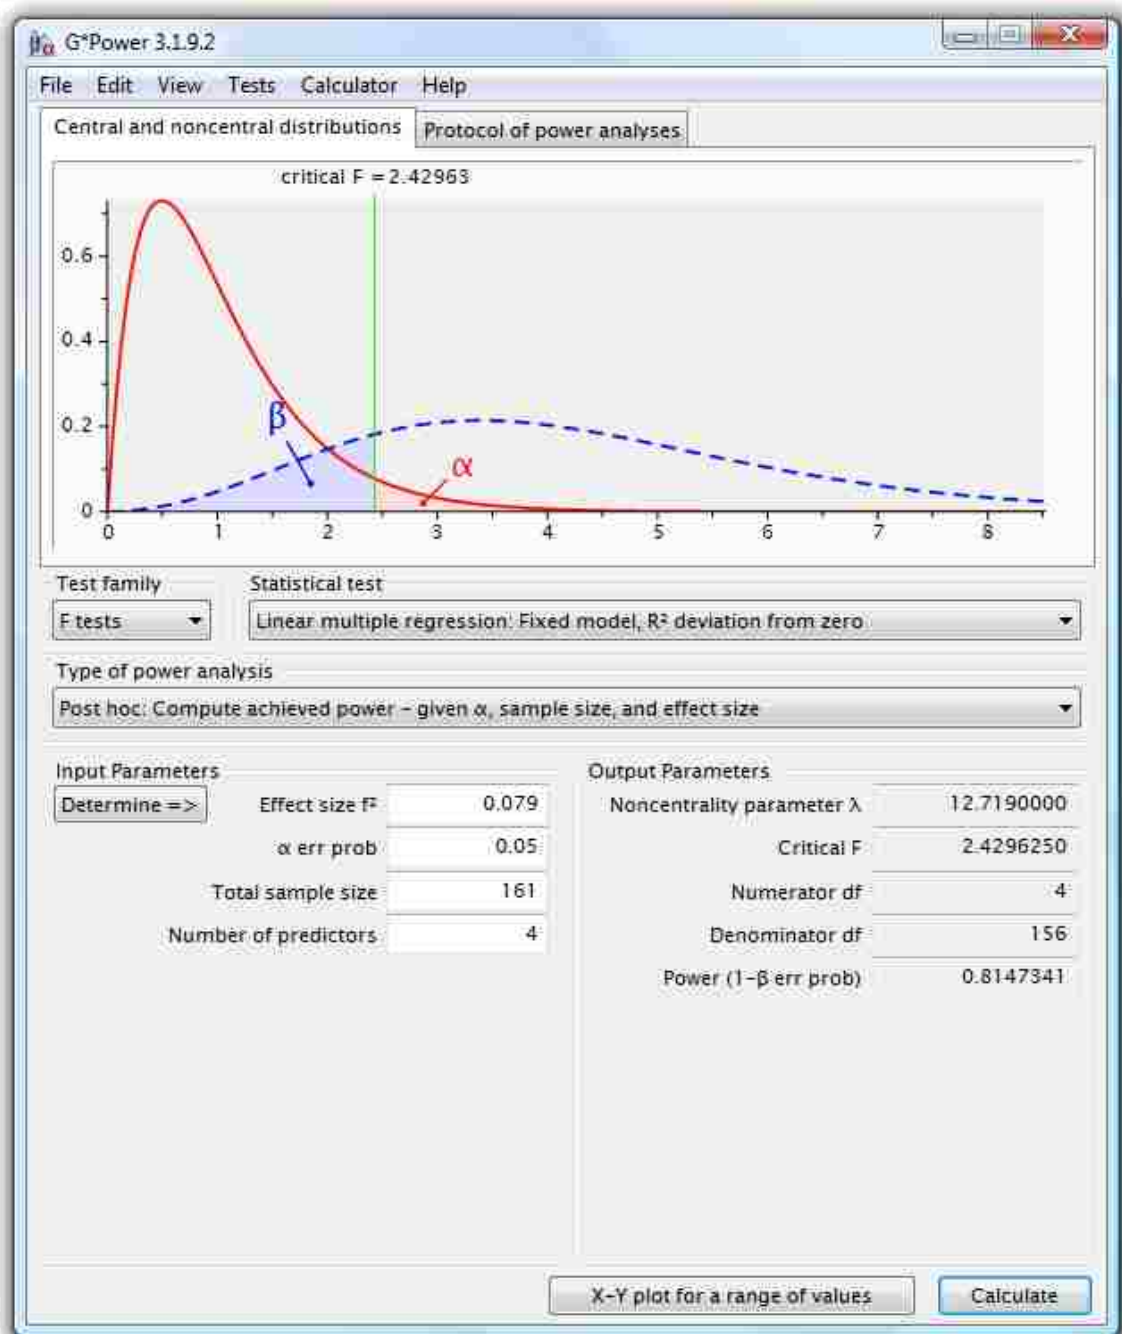 G*Power 3.1.9.2
File Edit View Tests Calculator Help
Central and noncentral distributions Protocol of power analyses
critical F = 2.42963
0.6
0.4
0.2
0
β
α
0 1 2 3 4 5 6 7 8
Test family Statistical test
F tests Linear multiple regression: Fixed model, R² deviation from zero
Type of power analysis
Post hoc: Compute achieved power - given α, sample size, and effect size
Input Parameters Output Parameters
Determine => Effect size f² 0.079 Noncentrality parameter λ 12.7190000
α err prob 0.05 Critical F 2.4296250
Total sample size 161 Numerator df 4
Number of predictors 4 Denominator df 156
Power (1-β err prob) 0.8147341
X-Y plot for a range of values Calculate